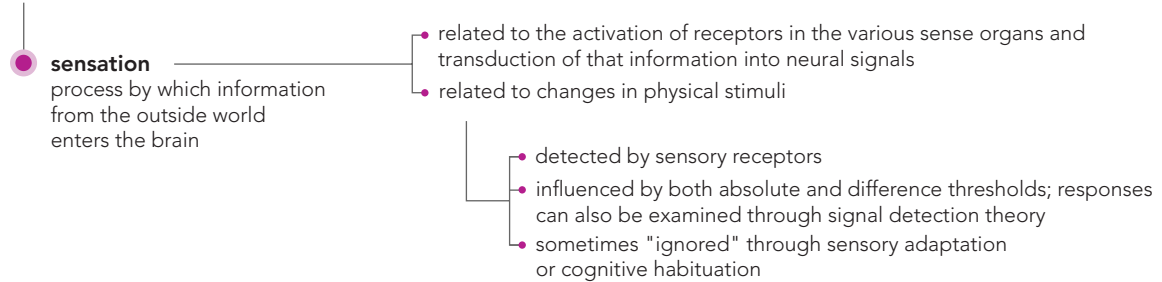 related to the activation of receptors in the various sense organs and
transduction of that information into neural signals
sensation
process by which information
from the outside world
enters the brain
related to changes in physical stimuli
detected by sensory receptors
influenced by both absolute and difference thresholds; responses
can also be examined through signal detection theory
sometimes "ignored" through sensory adaptation
or cognitive habituation